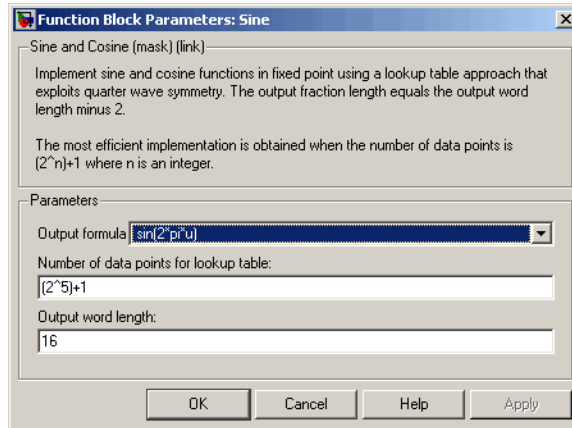 Function Block Parameters: Sine
Sine and Cosine (mask) (link)
Implement sine and cosine functions in fixed point using a lookup table approach that
exploits quarter wave symmetry. The output fraction length equals the output word
length minus 2.
The most efficient implementation is obtained when the number of data points is
(2^n)+1 where n is an integer.
Parameters
Output formula sin(2*pi*u)
Number of data points for lookup table:
(2^5)+1
Output word length:
16
OK Cancel Help Apply